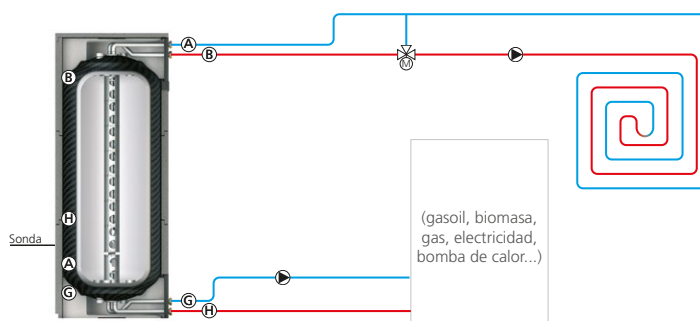 A
B
M
B
(gasoil, biomasa,
gas, electricidad,
bomba de calor...)
H
Sonda
A
G
G
H